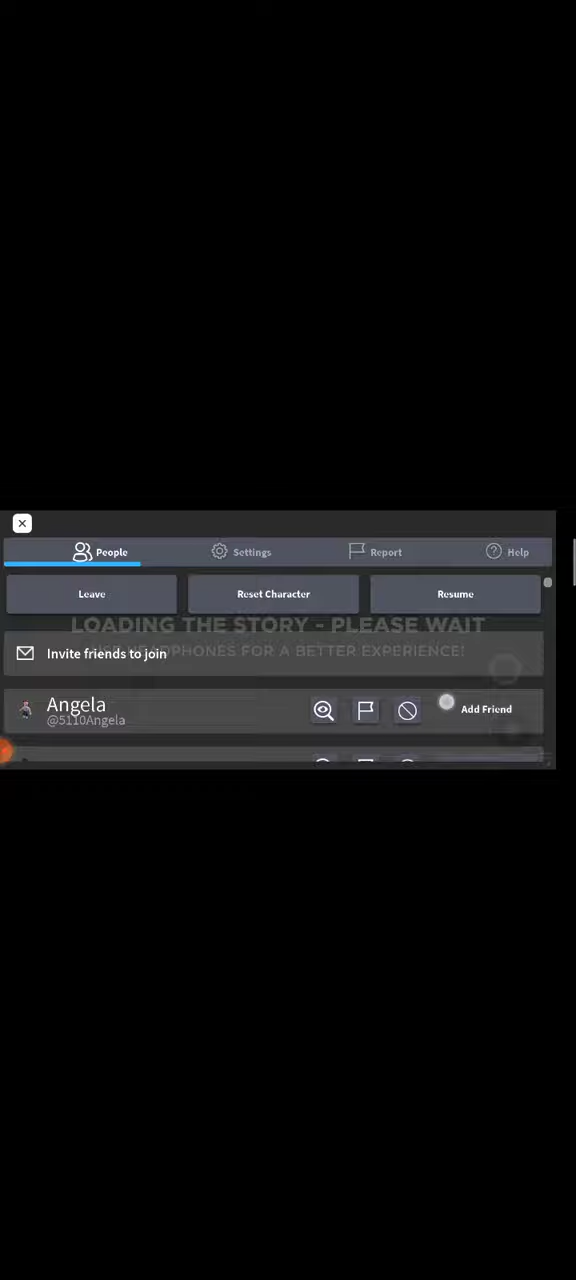 People
Settings
Report
Help
Leave
Reset Character
Resume
LOADING THE STORY - PLEASE WAIT
HEADPHONES FOR A BETTER EXPERIENCE!
Invite friends to join
Angela
@5110Angela
Add Friend